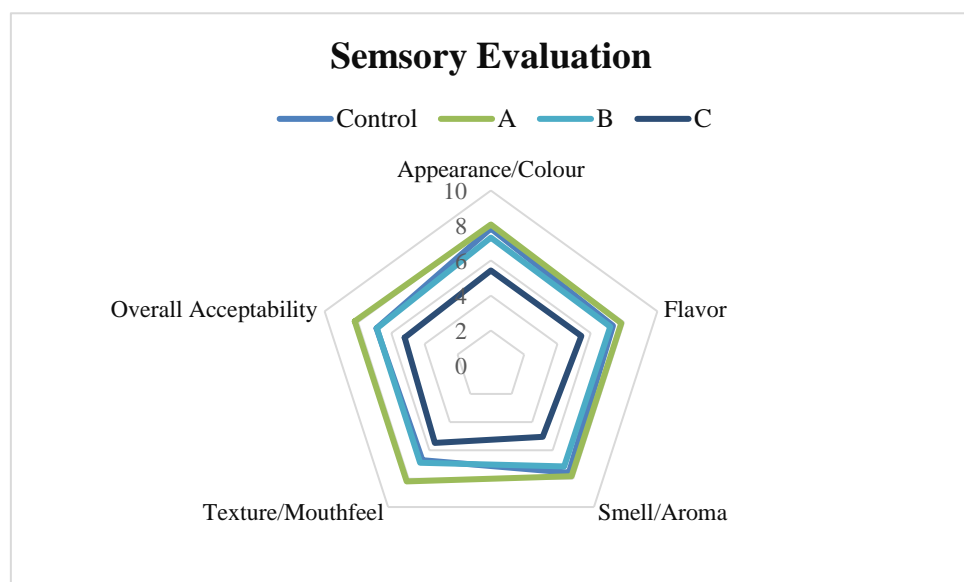 Semsory Evaluation
Control A B C
Appearance/Colour
10
8
6
4
2
0
Flavor
Overall Acceptability
Texture/Mouthfeel
Smell/Aroma